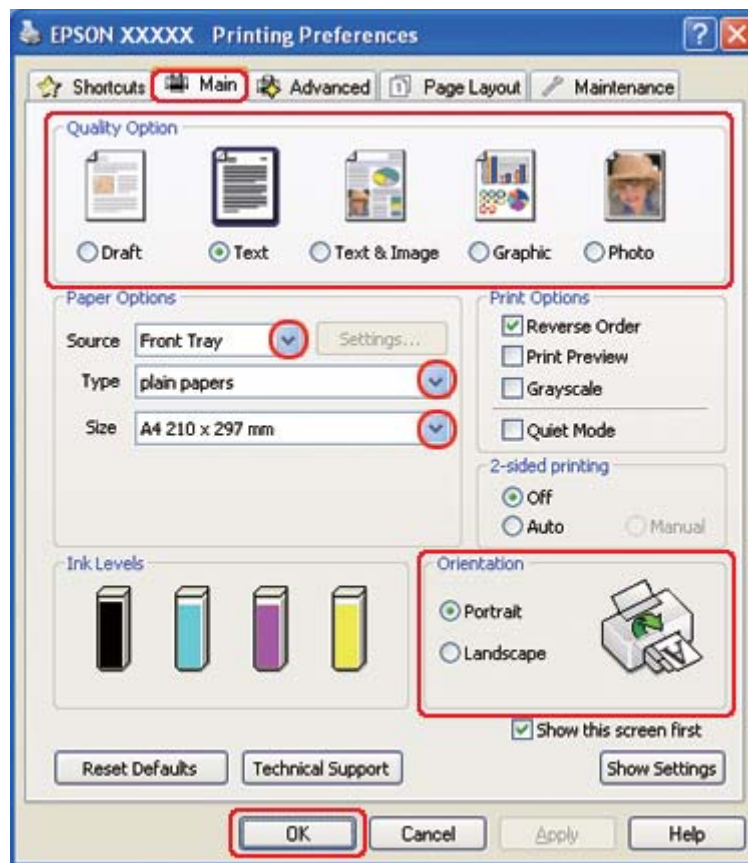 EPSON XXXXX Printing Preferences
Shortcuts Main Advanced Page Layout Maintenance
Quality Option
Draft Text Text & Image Graphic Photo
Paper Options
Source Front Tray Settings...
Type plain papers
Size A4 210 x 297 mm
Print Options
Reverse Order
Print Preview
Grayscale
Quiet Mode
2-sided printing
Off
Auto Manual
Ink Levels
Orientation
Portrait
Landscape
Show this screen first
Reset Defaults Technical Support Show Settings
OK Cancel Apply Help